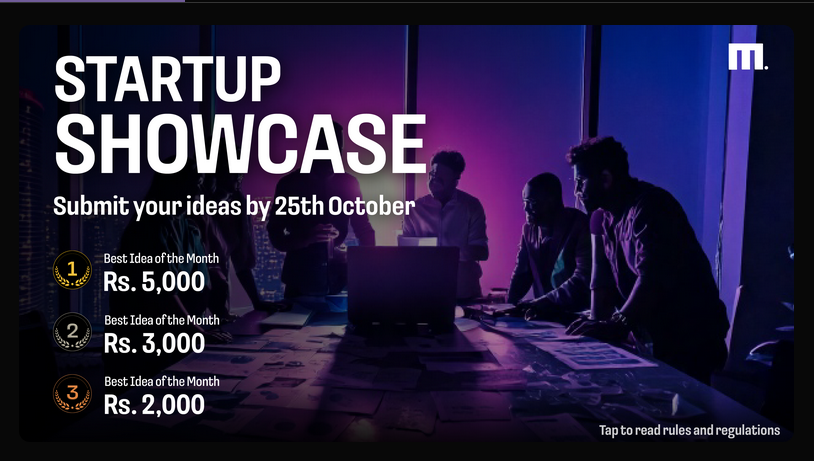 STARTUP
SHOWCASE
Submit your ideas by 25th October
1
Best Idea of the Month
Rs. 5,000
2
Best Idea of the Month
Rs. 3,000
3
Best Idea of the Month
Rs. 2,000
m.
Tap to read rules and regulations